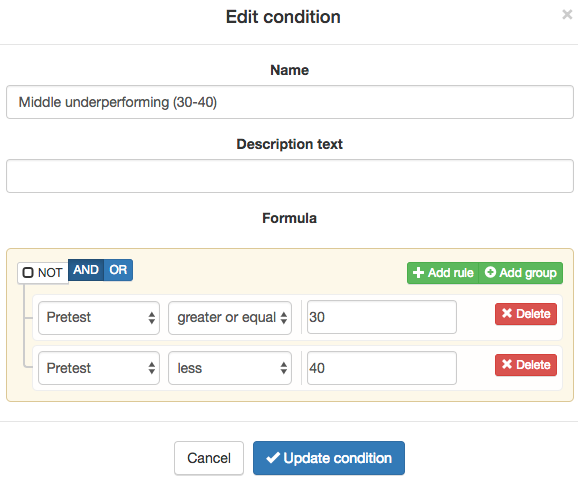 Edit condition ×
Name
Middle underperforming (30-40)
Description text
Formula
NOT AND OR Add rule Add group
Pretest greater or equal 30 Delete
Pretest less 40 Delete
Cancel Update condition